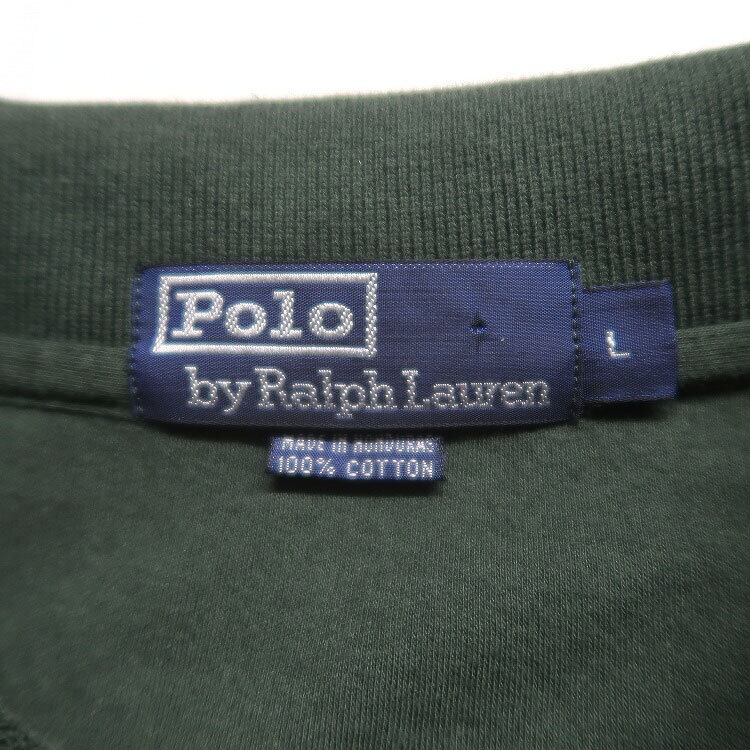 Polo
by Ralph Lauren
L
MADE IN HONDURAS
100% COTTON